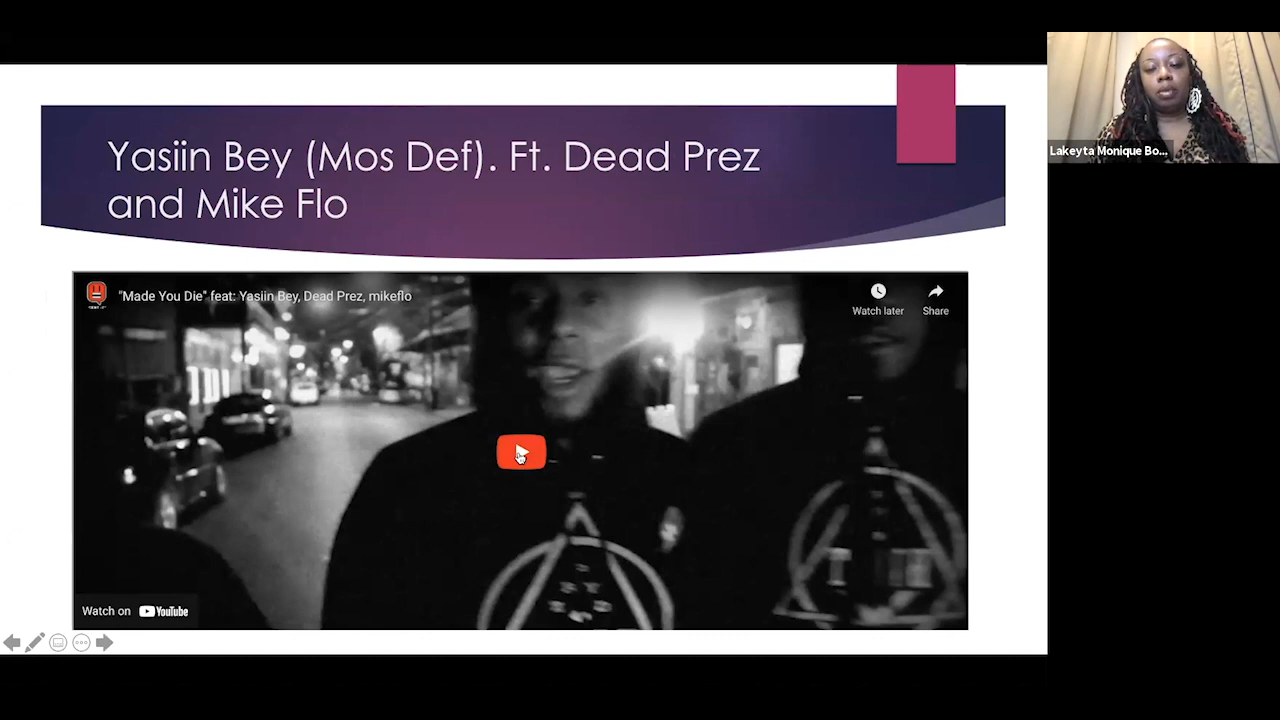 Yasiin Bey (Mos Def). Ft. Dead Prez
and Mike Flo
Lakeyta Monique Bo...
"Made You Die" feat: Yasiin Bey, Dead Prez, mikeflo
Watch later
Share
Watch on YouTube